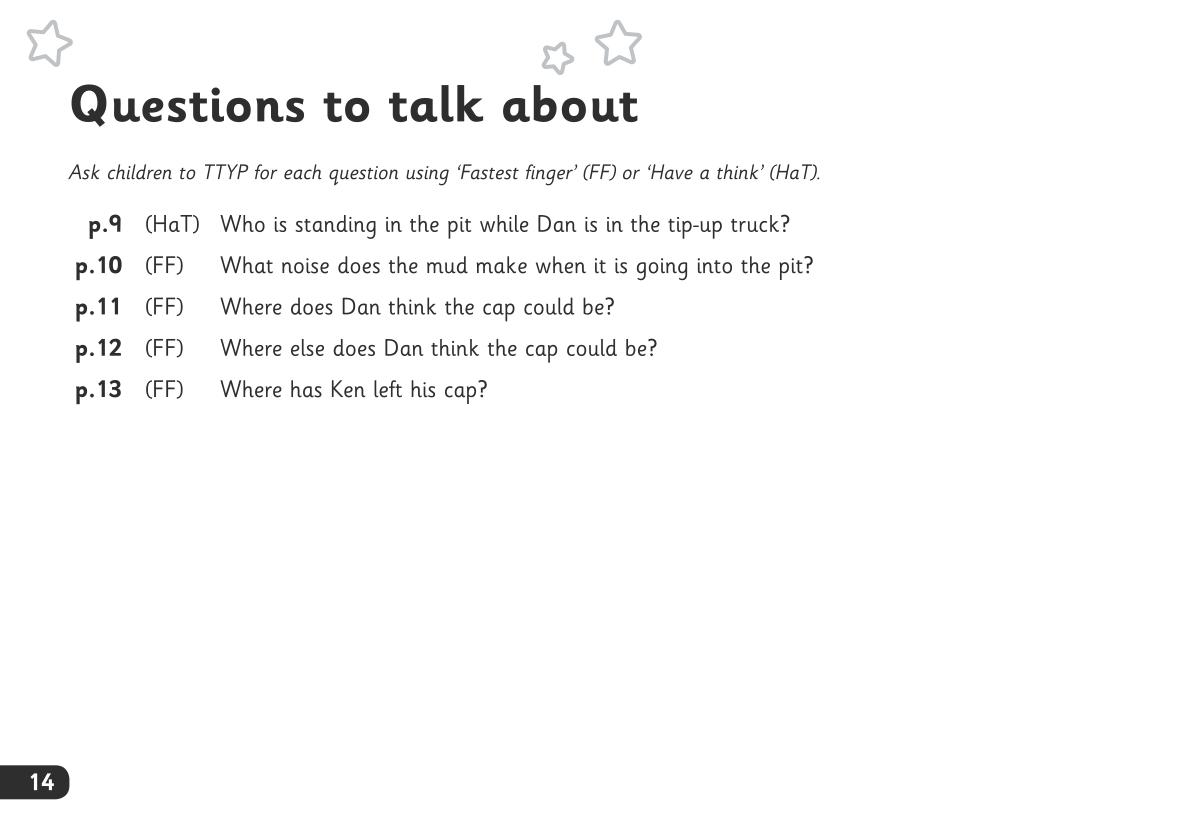 Questions to talk about
Ask children to TTYP for each question using ‘Fastest finger’ (FF) or ‘Have a think’ (HaT).
p.9 (HaT) Who is standing in the pit while Dan is in the tip-up truck?
p.10 (FF) What noise does the mud make when it is going into the pit?
p.11 (FF) Where does Dan think the cap could be?
p.12 (FF) Where else does Dan think the cap could be?
p.13 (FF) Where has Ken left his cap?
14